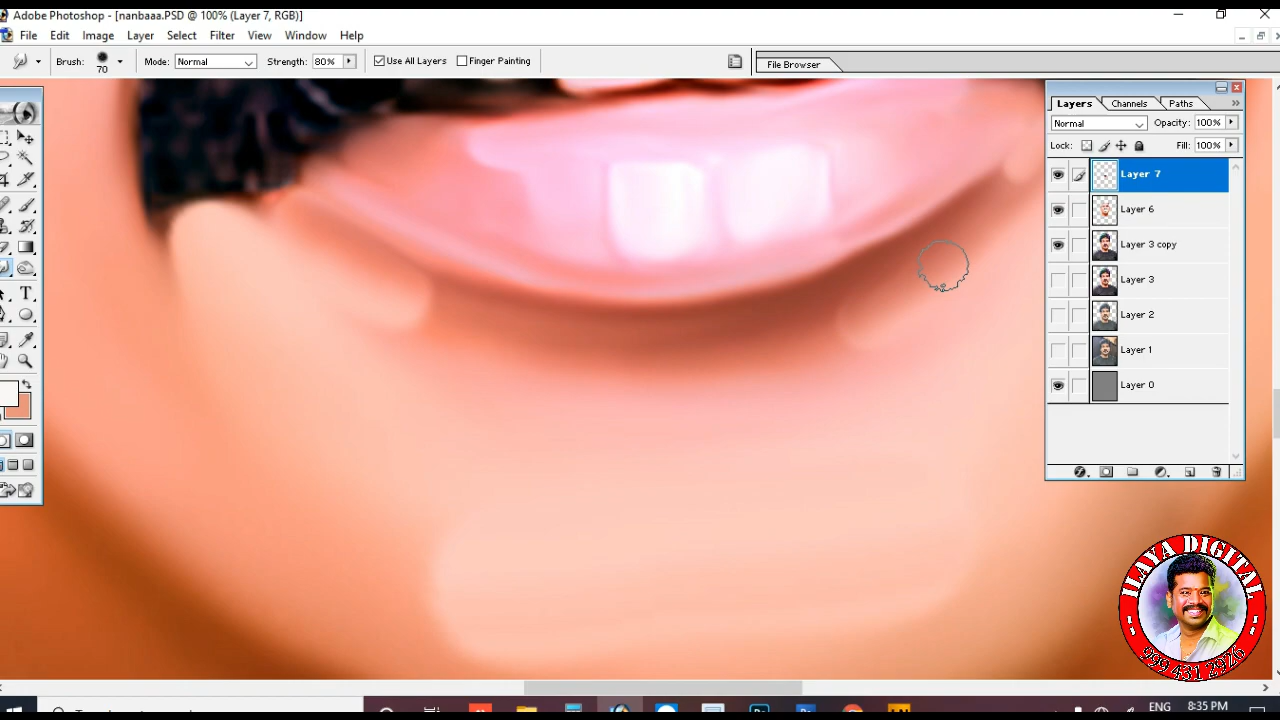 Adobe Photoshop - [nanbaaa.PSD @ 100% (Layer 7, RGB)]
File Edit Image Layer Select Filter View Window Help
Brush: 70 Mode: Normal Strength: 80% Use All Layers Finger Painting
File Browser
Layers Channels Paths
Normal Opacity: 100%
Lock: Fill: 100%
Layer 7
Layer 6
Layer 3 copy
Layer 3
Layer 2
Layer 1
Layer 0
ILAYA DIGITAL
999 431 2926
ENG 8:35 PM